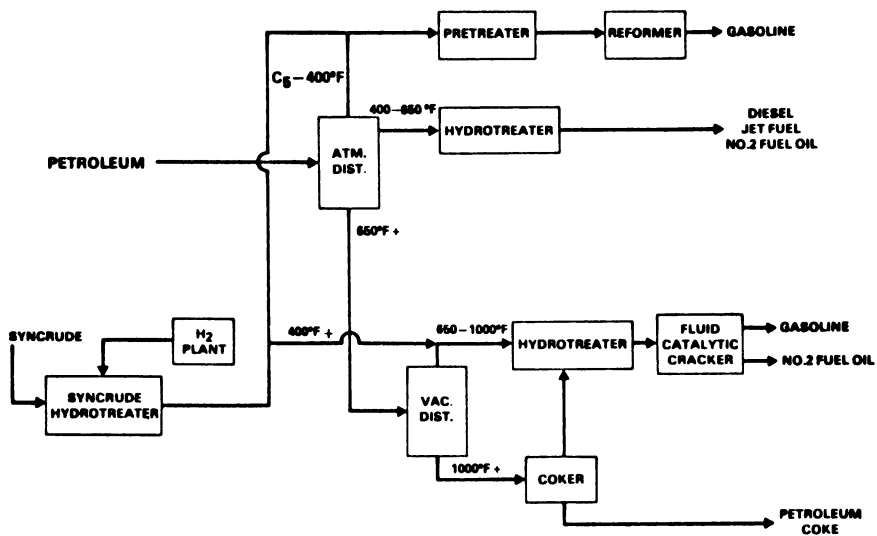 PRETREATER
REFORMER
GASOLINE
C5–400°F
400–650 °F
HYDROTREATER
DIESEL
JET FUEL
NO.2 FUEL OIL
PETROLEUM
ATM.
DIST.
650°F +
SYNCRUDE
H2
PLANT
400°F +
650–1000°F
HYDROTREATER
FLUID
CATALYTIC
CRACKER
GASOLINE
NO.2 FUEL OIL
SYNCRUDE
HYDROTREATER
VAC.
DIST.
1000°F +
COKER
PETROLEUM
COKE